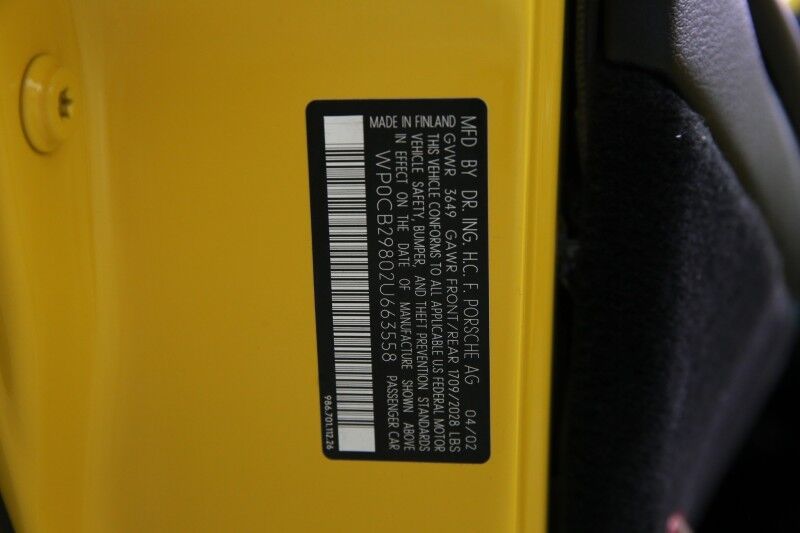 MFD BY DR. ING. H.C. F. PORSCHE AG 04/02
MADE IN FINLAND
GVWR 3649 GAWR FRONT/REAR 1709/2028 LBS
THIS VEHICLE CONFORMS TO ALL APPLICABLE US FEDERAL MOTOR
VEHICLE SAFETY, BUMPER, AND THEFT PREVENTION STANDARDS
IN EFFECT ON THE DATE OF MANUFACTURE SHOWN ABOVE
WP0CB29802U663558 PASSENGER CAR
986.701.112.26